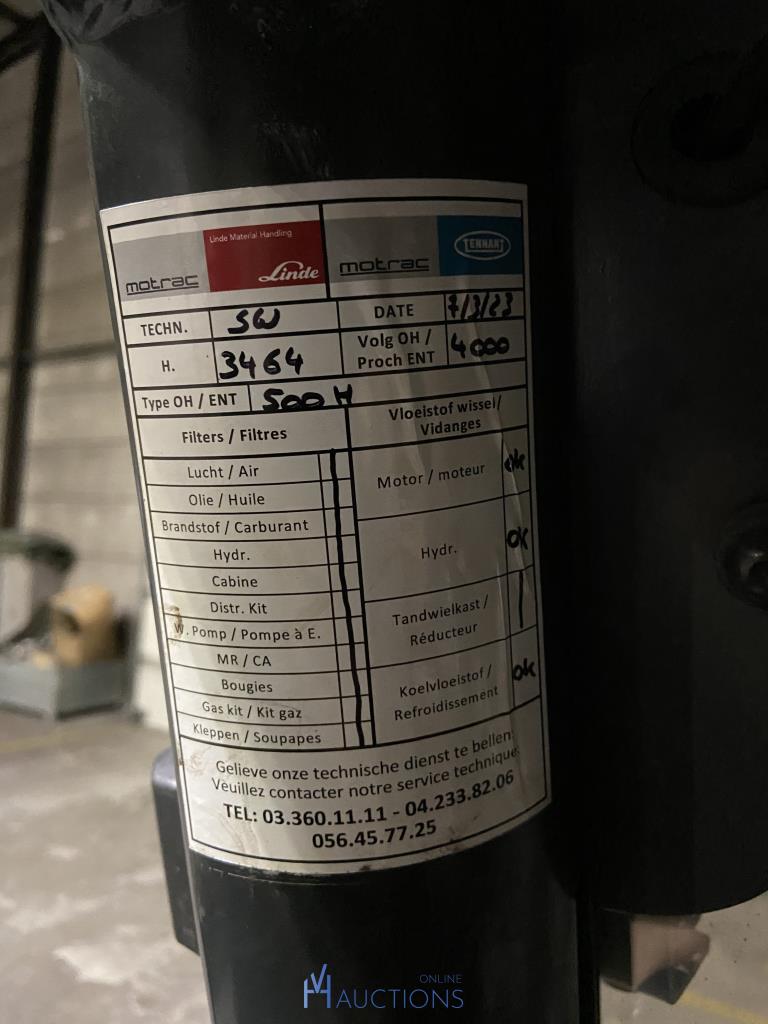 motrac
Linde Material Handling
Linde
motrac
TENNANT
TECHN. SW DATE 7/3/23
H. 3464 Volg OH / Proch ENT 4000
Type OH / ENT 500H
Filters / Filtres
Vloeistof wissel/
Vidanges
Lucht / Air
Olie / Huile
Brandstof / Carburant
Hydr.
Cabine
Distr. Kit
W. Pomp / Pompe à E.
MR / CA
Bougies
Gas kit / Kit gaz
Kleppen / Soupapes
Motor / moteur ok
Hydr. ok
Tandwielkast /
Réducteur
Koelvloeistof / ok
Refroidissement
Gelieve onze technische dienst te bellen.
Veuillez contacter notre service technique.
TEL: 03.360.11.11 - 04.233.82.06
056.45.77.25
VH ONLINE
AUCTIONS